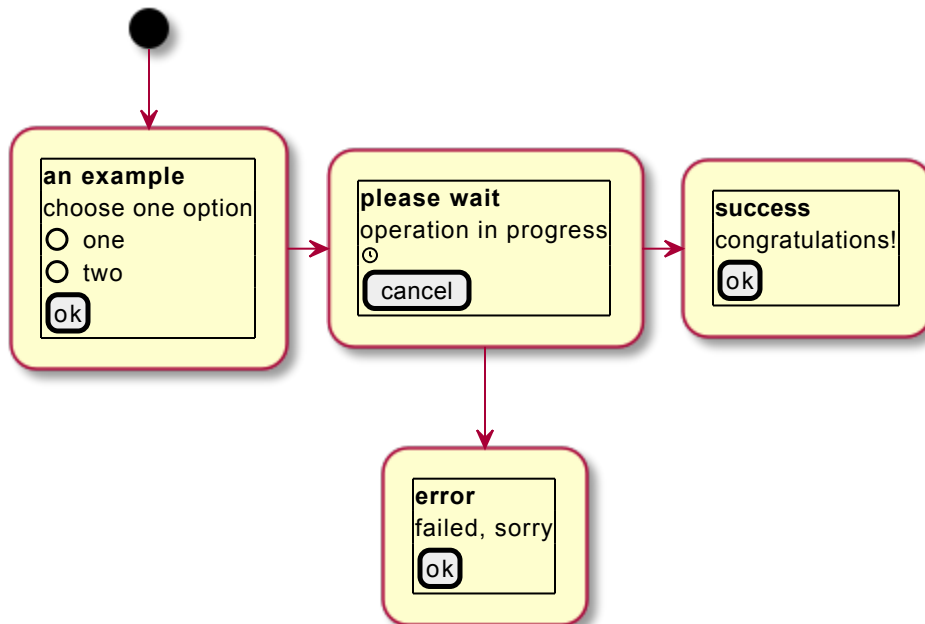 an example
choose one option
one
two
ok
please wait
operation in progress
cancel
success
congratulations!
ok
error
failed, sorry
ok